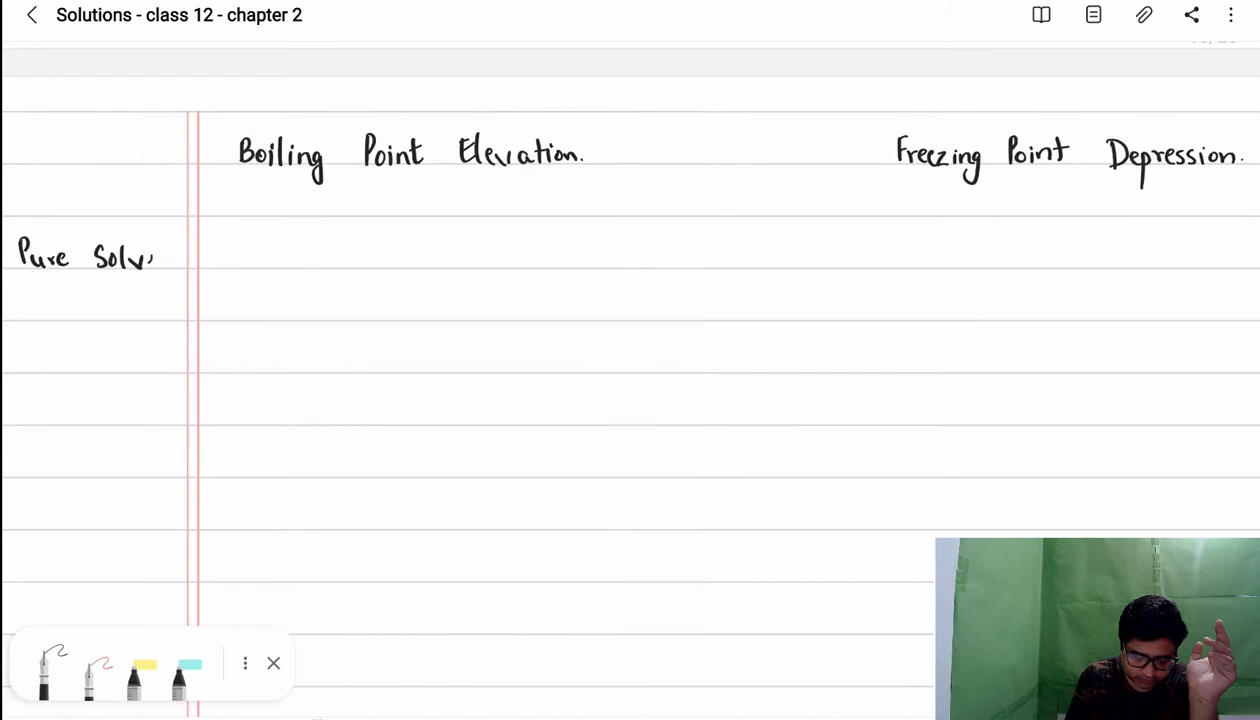 Solutions - class 12 - chapter 2
Boiling Point Elevation. Freezing Point Depression.
Pure Solv